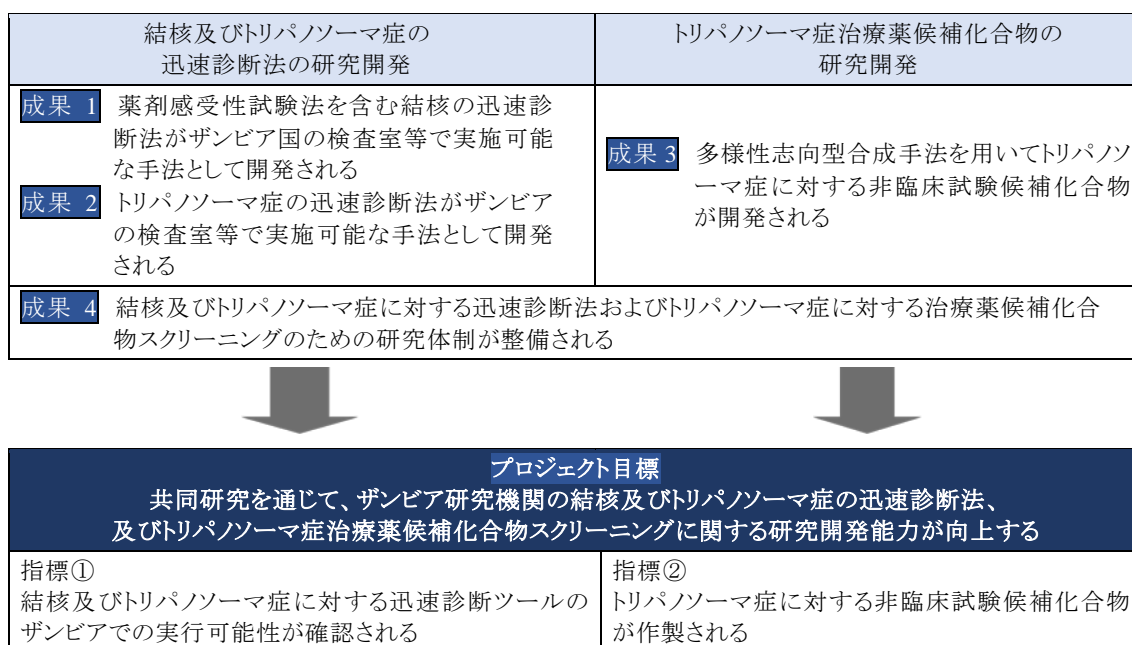 結核及びトリパノソーマ症の
迅速診断法の研究開発
トリパノソーマ症治療薬候補化合物の
研究開発
成果 1 薬剤感受性試験法を含む結核の迅速診
断法がザンビア国の検査室等で実施可能
な手法として開発される
成果 2 トリパノソーマ症の迅速診断法がザンビア
の検査室等で実施可能な手法として開発
される
成果 3 多様性志向型合成手法を用いてトリパノソ
ーマ症に対する非臨床試験候補化合物
が開発される
成果 4 結核及びトリパノソーマ症に対する迅速診断法およびトリパノソーマ症に対する治療薬候補化合
物スクリーニングのための研究体制が整備される
プロジェクト目標
共同研究を通じて、ザンビア研究機関の結核及びトリパノソーマ症の迅速診断法、
及びトリパノソーマ症治療薬候補化合物スクリーニングに関する研究開発能力が向上する
指標①
結核及びトリパノソーマ症に対する迅速診断ツールの
ザンビアでの実行可能性が確認される
指標②
トリパノソーマ症に対する非臨床試験候補化合物
が作製される